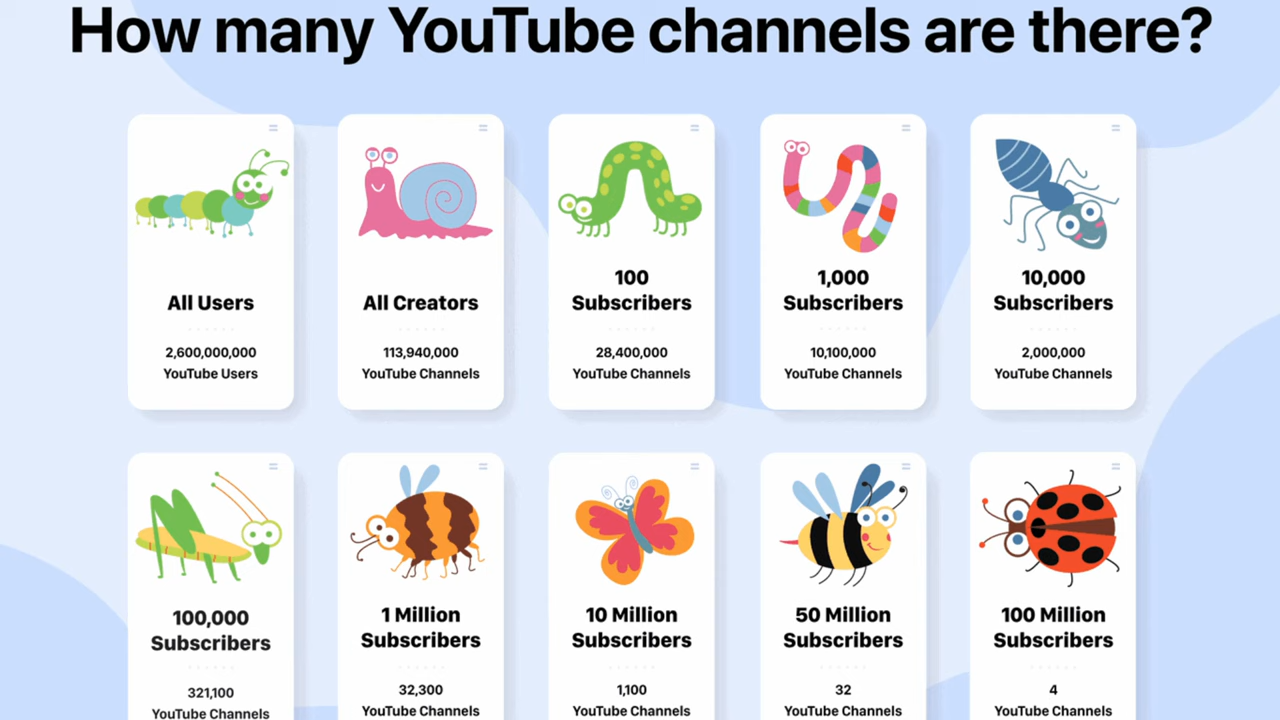 How many YouTube channels are there?
All Users
2,600,000,000
YouTube Users
All Creators
113,940,000
YouTube Channels
100
Subscribers
28,400,000
YouTube Channels
1,000
Subscribers
10,100,000
YouTube Channels
10,000
Subscribers
2,000,000
YouTube Channels
100,000
Subscribers
321,100
YouTube Channels
1 Million
Subscribers
32,300
YouTube Channels
10 Million
Subscribers
1,100
YouTube Channels
50 Million
Subscribers
32
YouTube Channels
100 Million
Subscribers
4
YouTube Channels